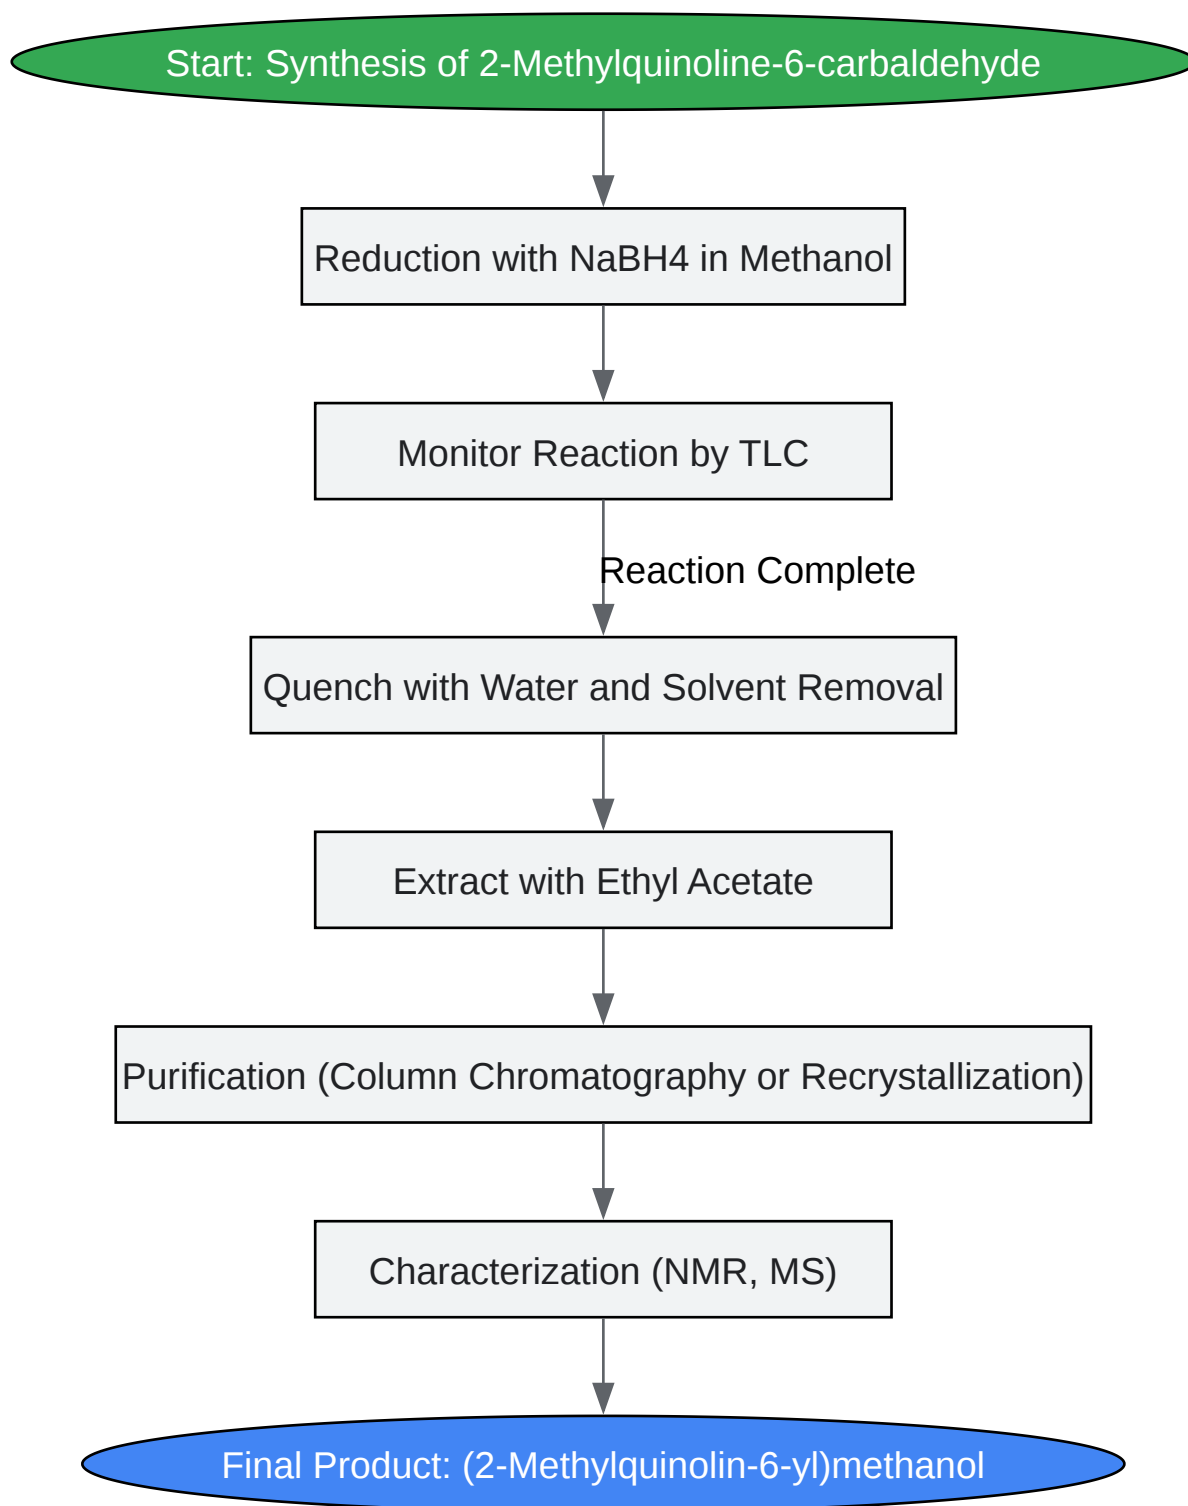 Start: Synthesis of 2-Methylquinoline-6-carbaldehyde
Reduction with NaBH4 in Methanol
Monitor Reaction by TLC
Reaction Complete
Quench with Water and Solvent Removal
Extract with Ethyl Acetate
Purification (Column Chromatography or Recrystallization)
Characterization (NMR, MS)
Final Product: (2-Methylquinolin-6-yl)methanol